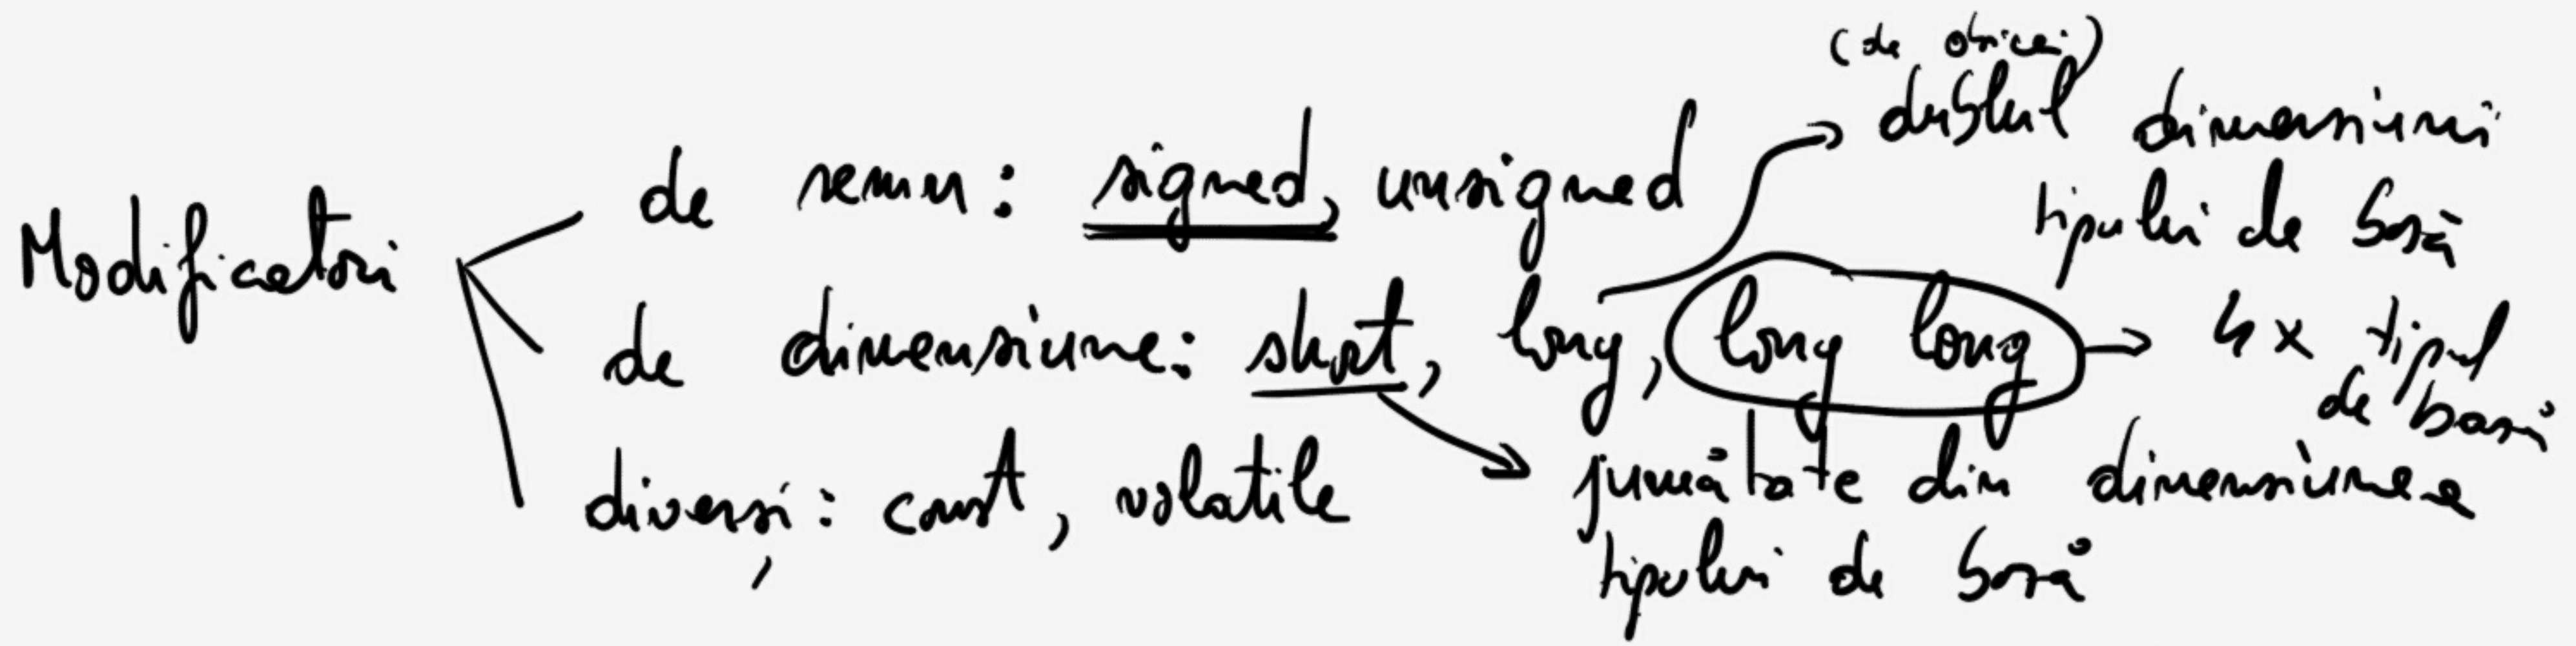 (de obicei)
dublul dimensiunii
tipului de bază
Modificatori
de semn: signed, unsigned
de dimensiune: short, long, long long → 4x tipul
de bază
diverși: const, volatile
jumătate din dimensiunea
tipului de bază